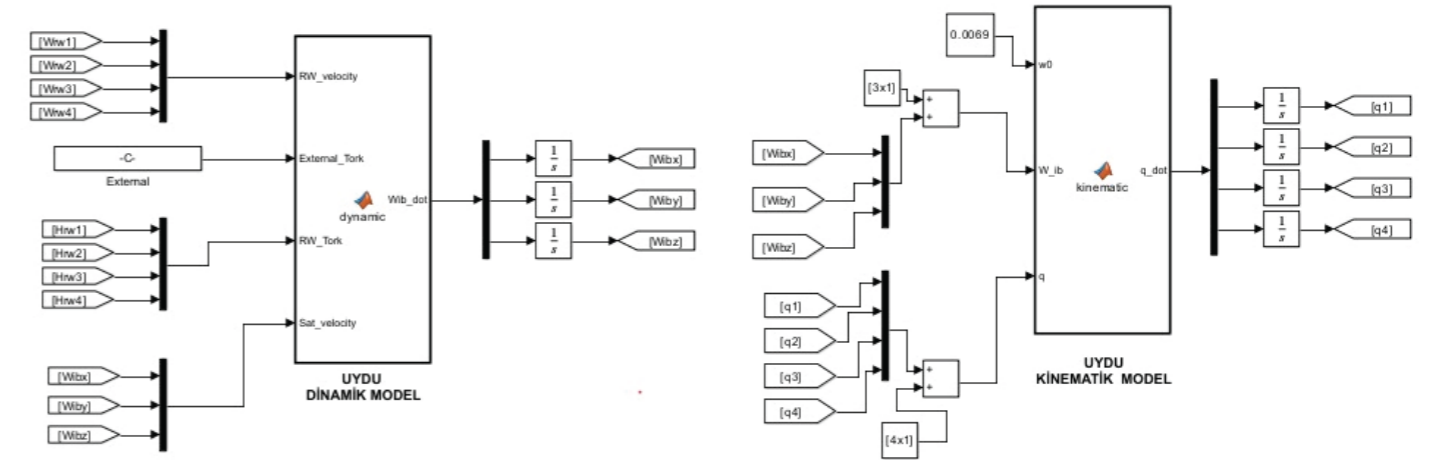 [Wrw1]
[Wrw2]
[Wrw3]
[Wrw4]
-C-
External
[Hrw1]
[Hrw2]
[Hrw3]
[Hrw4]
[Wibx]
[Wiby]
[Wibz]
RW_velocity
External_Tork
RW_Tork
Sat_velocity
dynamic
Wib_dot
UYDU
DİNAMİK MODEL
1
s
[Wibx]
1
s
[Wiby]
1
s
[Wibz]
0.0069
[3x1]
+
+
[Wibx]
[Wiby]
[Wibz]
[q1]
[q2]
[q3]
[q4]
+
+
[4x1]
w0
W_ib
q
kinematic
q_dot
UYDU
KİNEMATİK MODEL
1
s
[q1]
1
s
[q2]
1
s
[q3]
1
s
[q4]